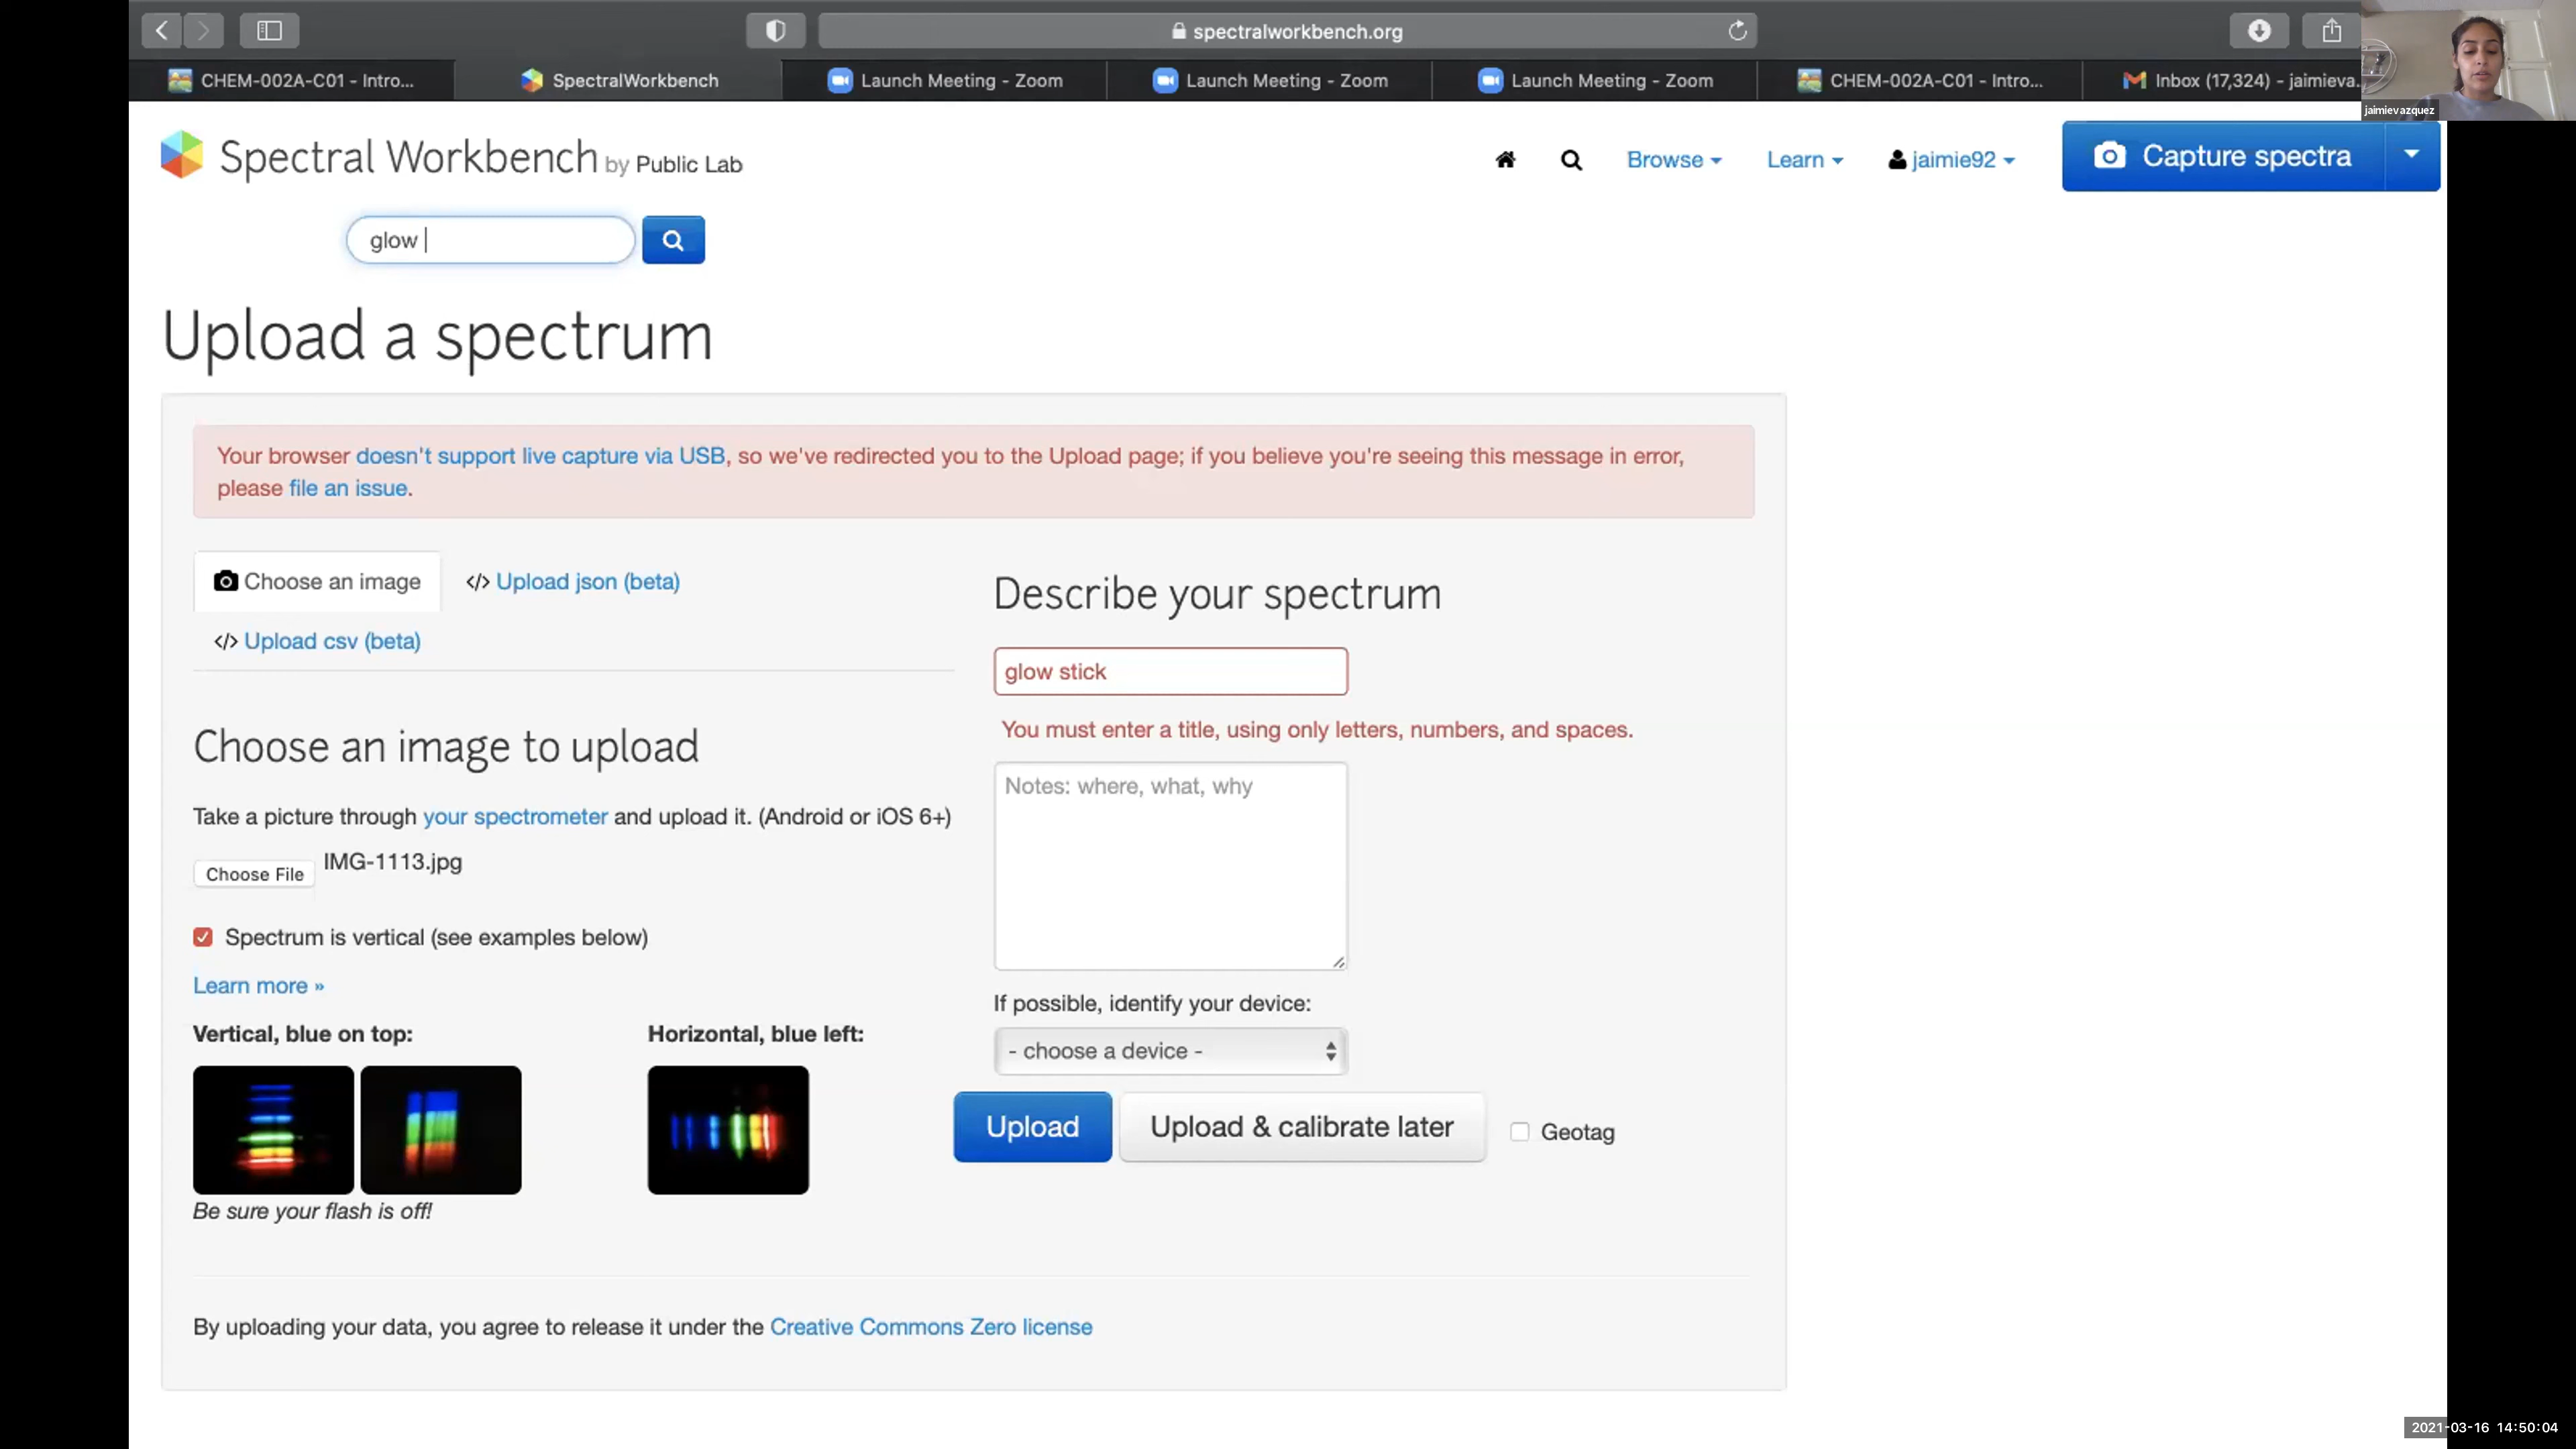 spectralworkbench.org
CHEM-002A-C01 - Intro...
SpectralWorkbench
Launch Meeting - Zoom
Launch Meeting - Zoom
Launch Meeting - Zoom
CHEM-002A-C01 - Intro...
Inbox (17,324) - jaimieva...
jaimievazquez
Spectral Workbench by Public Lab
Browse
Learn
jaimie92
Capture spectra
glow
Upload a spectrum
Your browser doesn't support live capture via USB, so we've redirected you to the Upload page; if you believe you're seeing this message in error,
please file an issue.
Choose an image
</> Upload json (beta)
</> Upload csv (beta)
Describe your spectrum
glow stick
You must enter a title, using only letters, numbers, and spaces.
Choose an image to upload
Notes: where, what, why
Take a picture through your spectrometer and upload it. (Android or iOS 6+)
Choose File IMG-1113.jpg
Spectrum is vertical (see examples below)
Learn more »
If possible, identify your device:
Vertical, blue on top:
Horizontal, blue left:
- choose a device -
Upload
Upload & calibrate later
Geotag
Be sure your flash is off!
By uploading your data, you agree to release it under the Creative Commons Zero license
2021-03-16 14:50:04